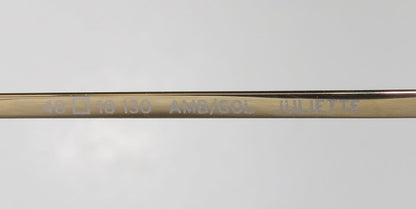 48 □ 18 130 AMB/GOL JULIETTE